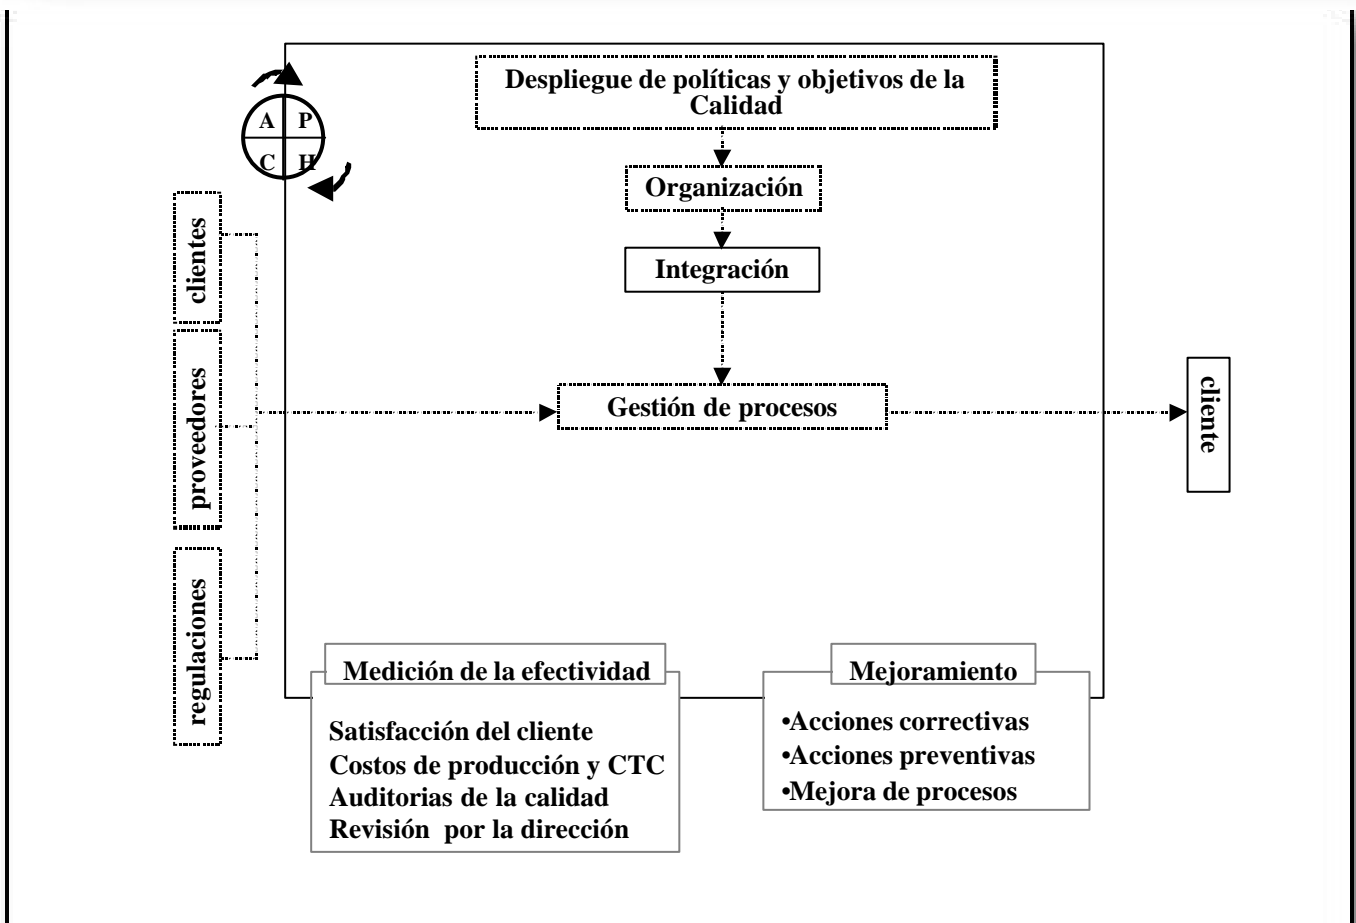 Despliegue de políticas y objetivos de la
Calidad
A P
C H
Organización
Integración
clientes
proveedores
regulaciones
Gestión de procesos
cliente
Medición de la efectividad
Satisfacción del cliente
Costos de producción y CTC
Auditorias de la calidad
Revisión por la dirección
Mejoramiento
•Acciones correctivas
•Acciones preventivas
•Mejora de procesos